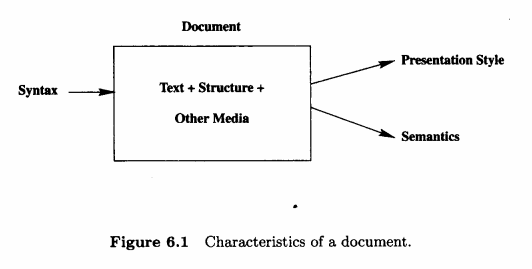 Document
Presentation Style
Syntax
Text + Structure +
Other Media
Semantics
Figure 6.1 Characteristics of a document.